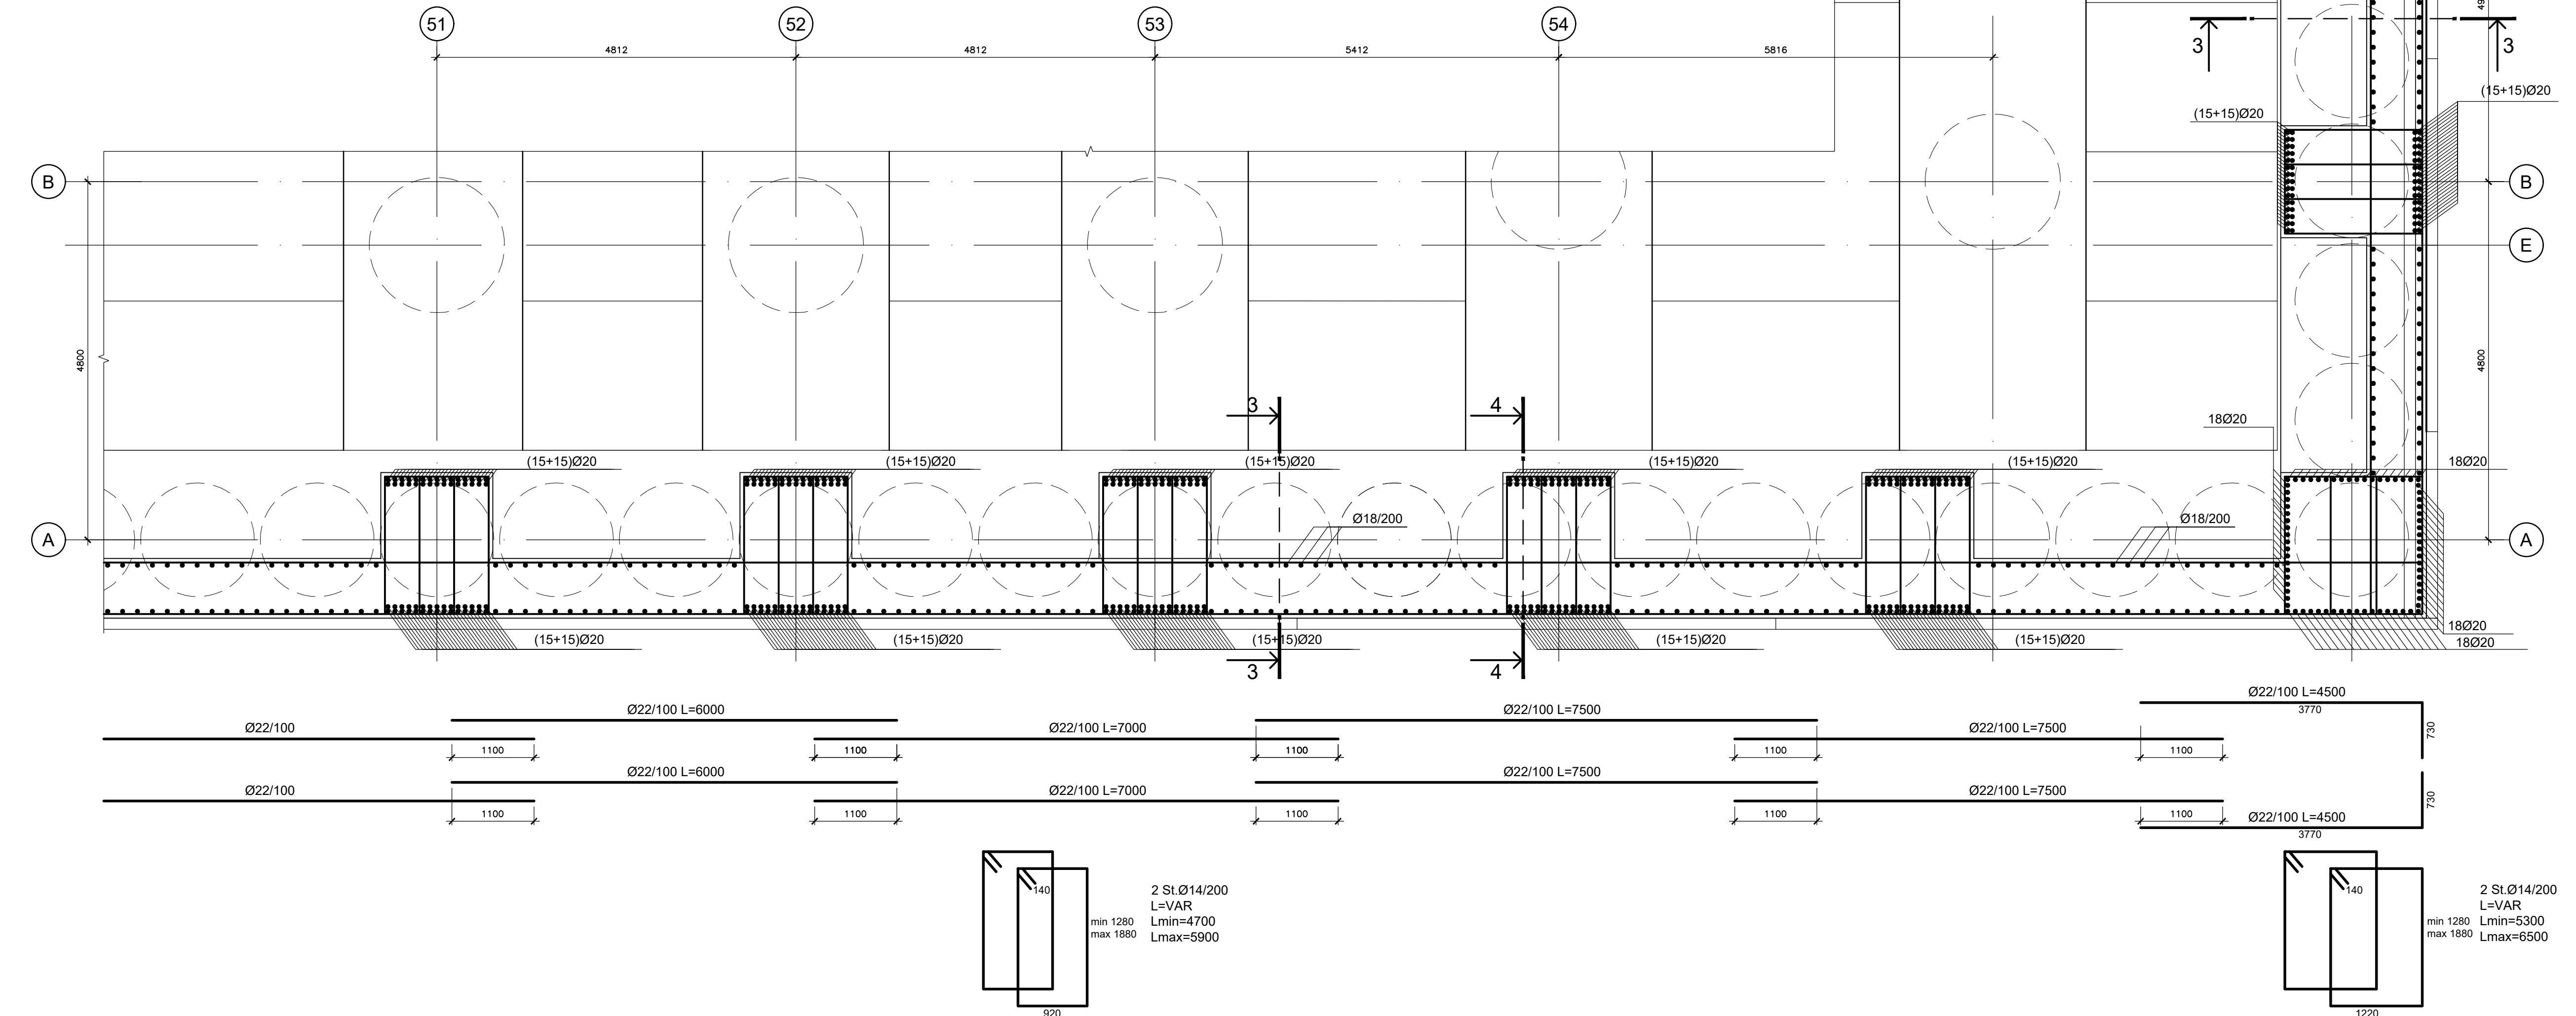 51
52
53
54
4812
4812
5412
5816
3
3
(15+15)Ø20
(15+15)Ø20
B
B
E
4800
4800
3
4
18Ø20
(15+15)Ø20
(15+15)Ø20
(15+15)Ø20
(15+15)Ø20
(15+15)Ø20
18Ø20
A
Ø18/200
Ø18/200
A
(15+15)Ø20
(15+15)Ø20
(15+15)Ø20
(15+15)Ø20
(15+15)Ø20
18Ø20
18Ø20
3
4
Ø22/100 L=4500
3770
730
Ø22/100
Ø22/100 L=6000
Ø22/100 L=7000
Ø22/100 L=7500
Ø22/100 L=7500
1100
1100
1100
1100
1100
Ø22/100
Ø22/100 L=6000
Ø22/100 L=7000
Ø22/100 L=7500
Ø22/100 L=7500
730
1100
1100
1100
1100
1100
Ø22/100 L=4500
3770
140
min 1280
max 1880
920
2 St.Ø14/200
L=VAR
Lmin=4700
Lmax=5900
140
min 1280
max 1880
1220
2 St.Ø14/200
L=VAR
Lmin=5300
Lmax=6500